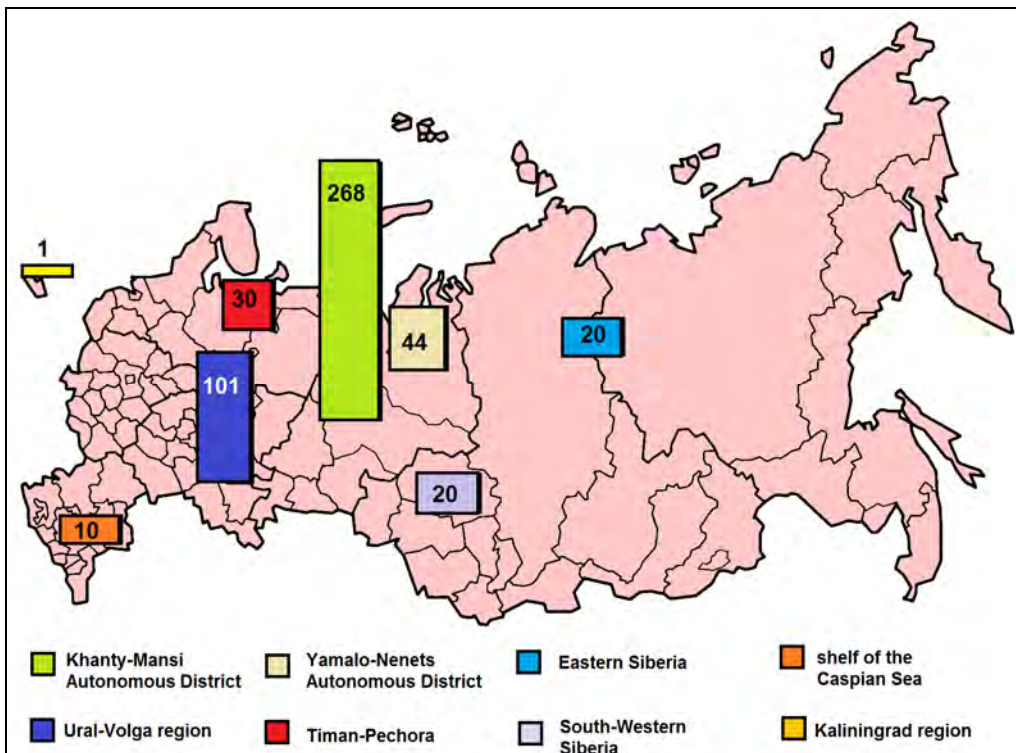 268
1
30
44
20
101
20
10
Khanty-Mansi
Autonomous District
Yamalo-Nenets
Autonomous District
Eastern Siberia
shelf of the
Caspian Sea
Ural-Volga region
Timan-Pechora
South-Western
Siberia
Kaliningrad region